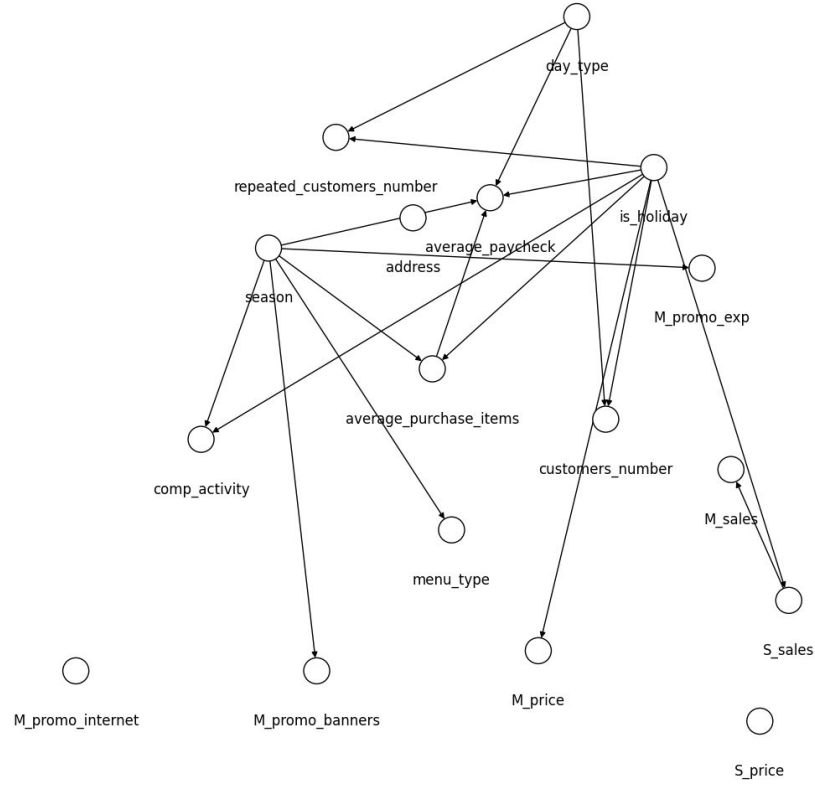 day_type
repeated_customers_number
is_holiday
average_paycheck
address
season
M_promo_exp
average_purchase_items
customers_number
comp_activity
M_sales
menu_type
S_sales
M_price
M_promo_internet
M_promo_banners
S_price